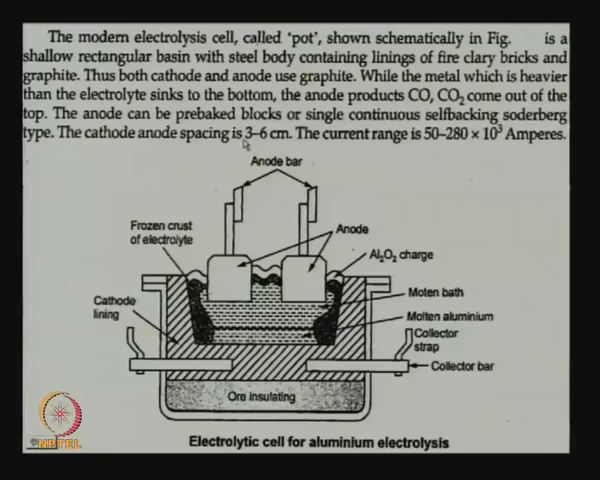 The modern electrolysis cell, called 'pot', shown schematically in Fig. is a
shallow rectangular basin with steel body containing linings of fire clary bricks and
graphite. Thus both cathode and anode use graphite. While the metal which is heavier
than the electrolyte sinks to the bottom, the anode products CO, CO₂ come out of the
top. The anode can be prebaked blocks or single continuous selfbacking soderberg
type. The cathode anode spacing is 3–6 cm. The current range is 50–280 × 10³ Amperes.
Anode bar
Frozen crust
of electrolyte
Anode
Al₂O₃ charge
Cathode
lining
Moten bath
Molten aluminium
Collector
strap
Collector bar
Ore insulating
NPTEL
Electrolytic cell for aluminium electrolysis